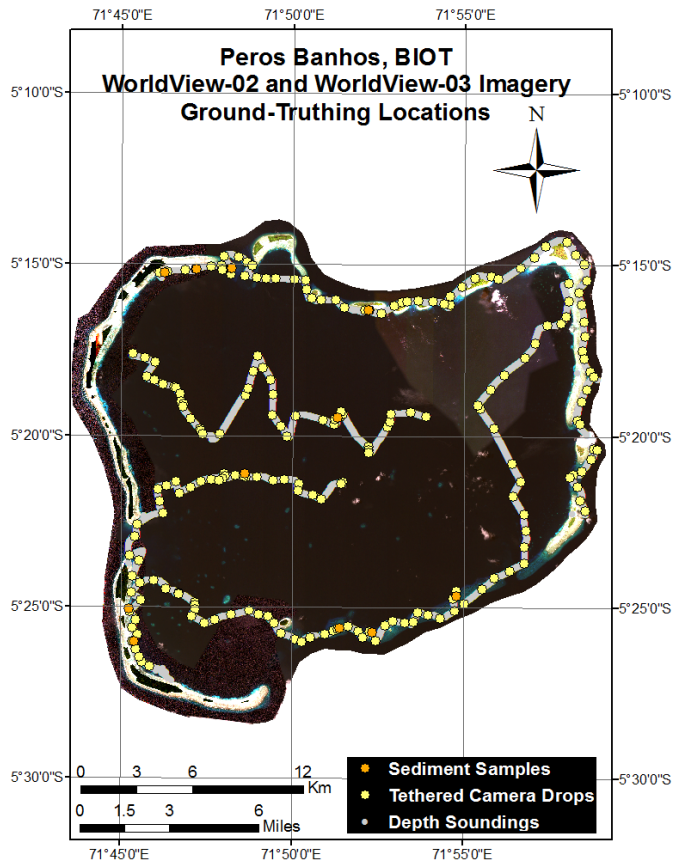 71°45'0"E 71°50'0"E 71°55'0"E
Peros Banhos, BIOT
WorldView-02 and WorldView-03 Imagery
5°10'0"S 5°10'0"S
Ground-Truthing Locations
N
5°15'0"S 5°15'0"S
5°20'0"S 5°20'0"S
5°25'0"S 5°25'0"S
5°30'0"S 5°30'0"S
0 3 6 12
Km
0 1.5 3 6
Miles
Sediment Samples
Tethered Camera Drops
Depth Soundings
71°45'0"E 71°50'0"E 71°55'0"E